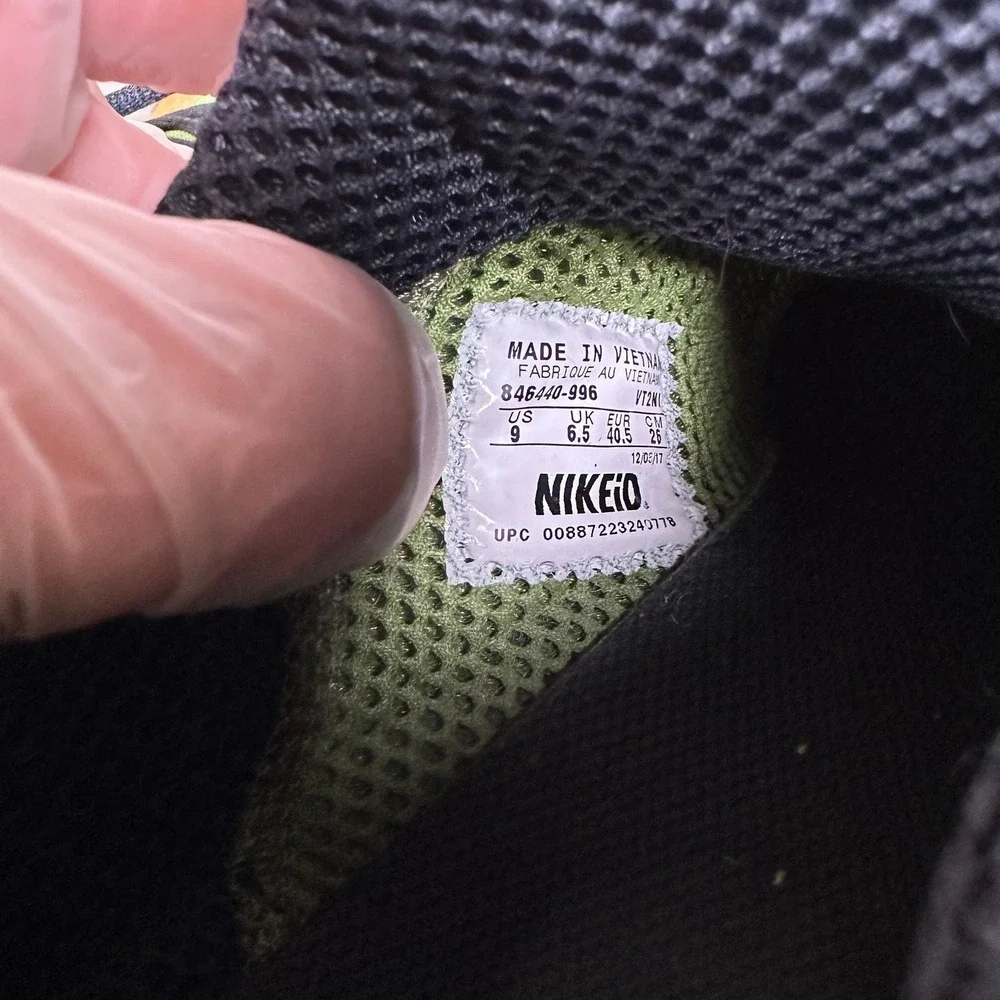 MADE IN VIETNAM
FABRIQUE AU VIETNAM
846440-996 VT2NL
US UK EUR CM
9 6.5 40.5 26
12/05/17
NIKEiD.
UPC 00887223240778